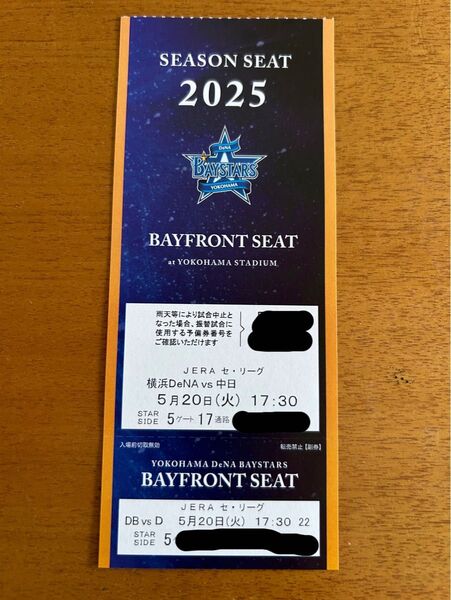 SEASON SEAT
2025
DeNA
BAYSTARS
YOKOHAMA
BAYFRONT SEAT
at YOKOHAMA STADIUM
雨天等により試合中止と
なった場合、振替試合に
使用する予備券番号を
ご確認いただけます
JERA セ・リーグ
横浜DeNA vs 中日
5月20日(火) 17:30
STAR SIDE 5ゲート 17通路
入場前切取無効 転売禁止【副券】
YOKOHAMA DeNA BAYSTARS
BAYFRONT SEAT
JERA セ・リーグ
DB vs D 5月20日(火) 17:30 22
STAR SIDE 5